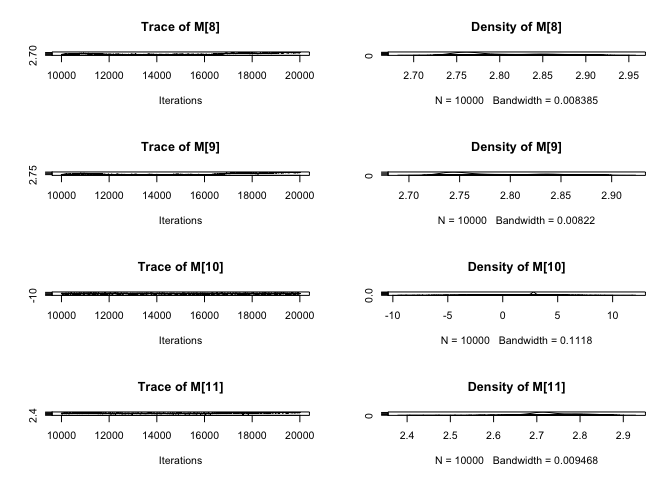 Trace of M[8]
2.70
10000 12000 14000 16000 18000 20000
Iterations
Density of M[8]
0
2.70 2.75 2.80 2.85 2.90 2.95
N = 10000 Bandwidth = 0.008385
Trace of M[9]
2.75
10000 12000 14000 16000 18000 20000
Iterations
Density of M[9]
0
2.70 2.75 2.80 2.85 2.90
N = 10000 Bandwidth = 0.00822
Trace of M[10]
-10
10000 12000 14000 16000 18000 20000
Iterations
Density of M[10]
0.0
-10 -5 0 5 10
N = 10000 Bandwidth = 0.1118
Trace of M[11]
2.4
10000 12000 14000 16000 18000 20000
Iterations
Density of M[11]
0
2.4 2.5 2.6 2.7 2.8 2.9
N = 10000 Bandwidth = 0.009468